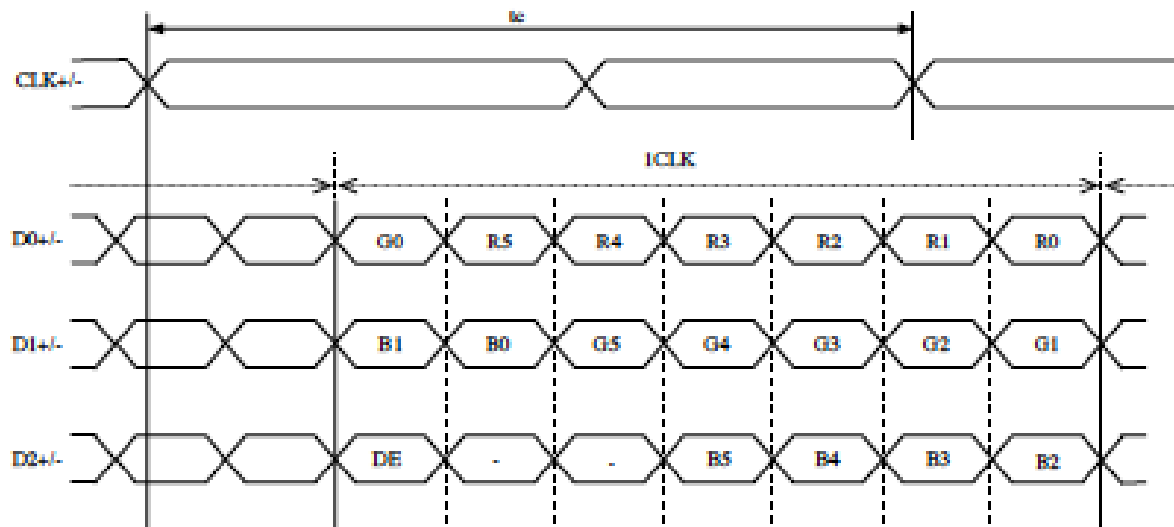 tc
CLK+/-
1CLK
D0+/- G0 R5 R4 R3 R2 R1 R0
D1+/- B1 B0 G5 G4 G3 G2 G1
D2+/- DE - - B5 B4 B3 B2